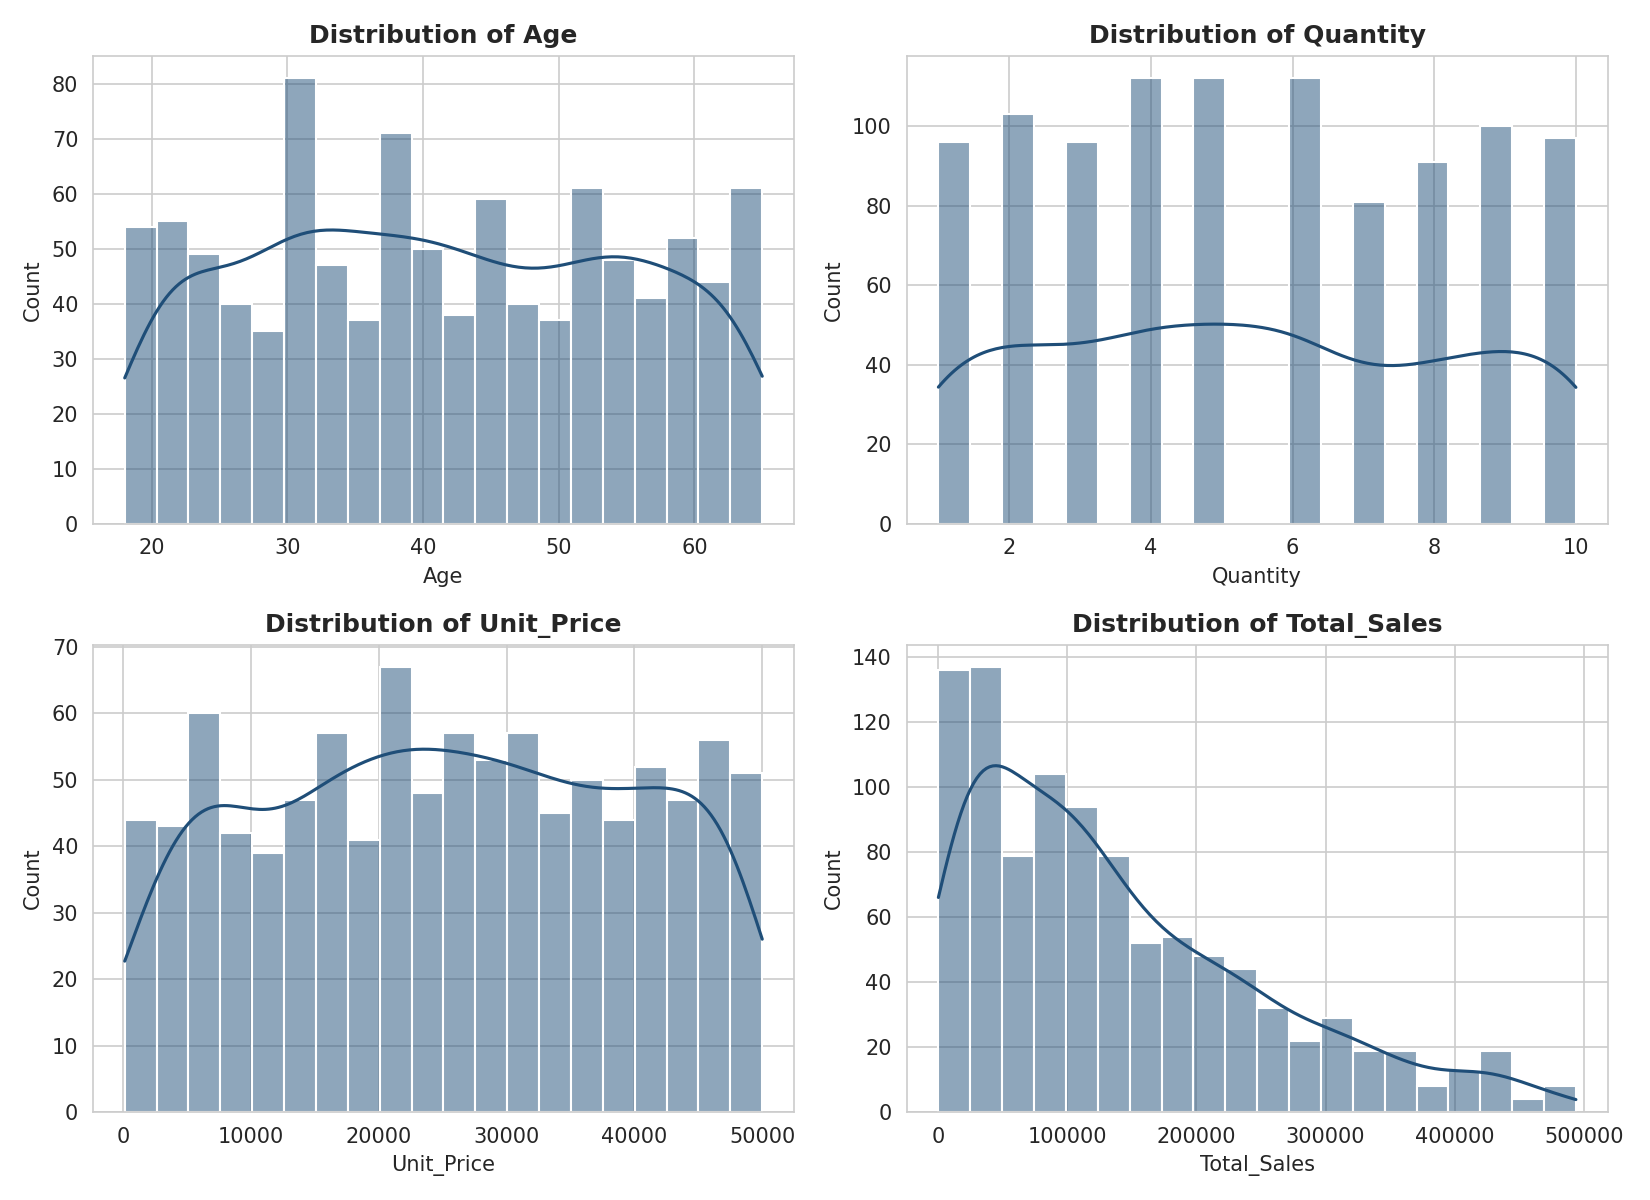 Distribution of Age
80
70
60
50
40
30
20
10
0
Count
20 30 40 50 60
Age
Distribution of Quantity
100
80
60
40
20
0
Count
2 4 6 8 10
Quantity
Distribution of Unit_Price
70
60
50
40
30
20
10
0
Count
0 10000 20000 30000 40000 50000
Unit_Price
Distribution of Total_Sales
140
120
100
80
60
40
20
0
Count
0 100000 200000 300000 400000 500000
Total_Sales